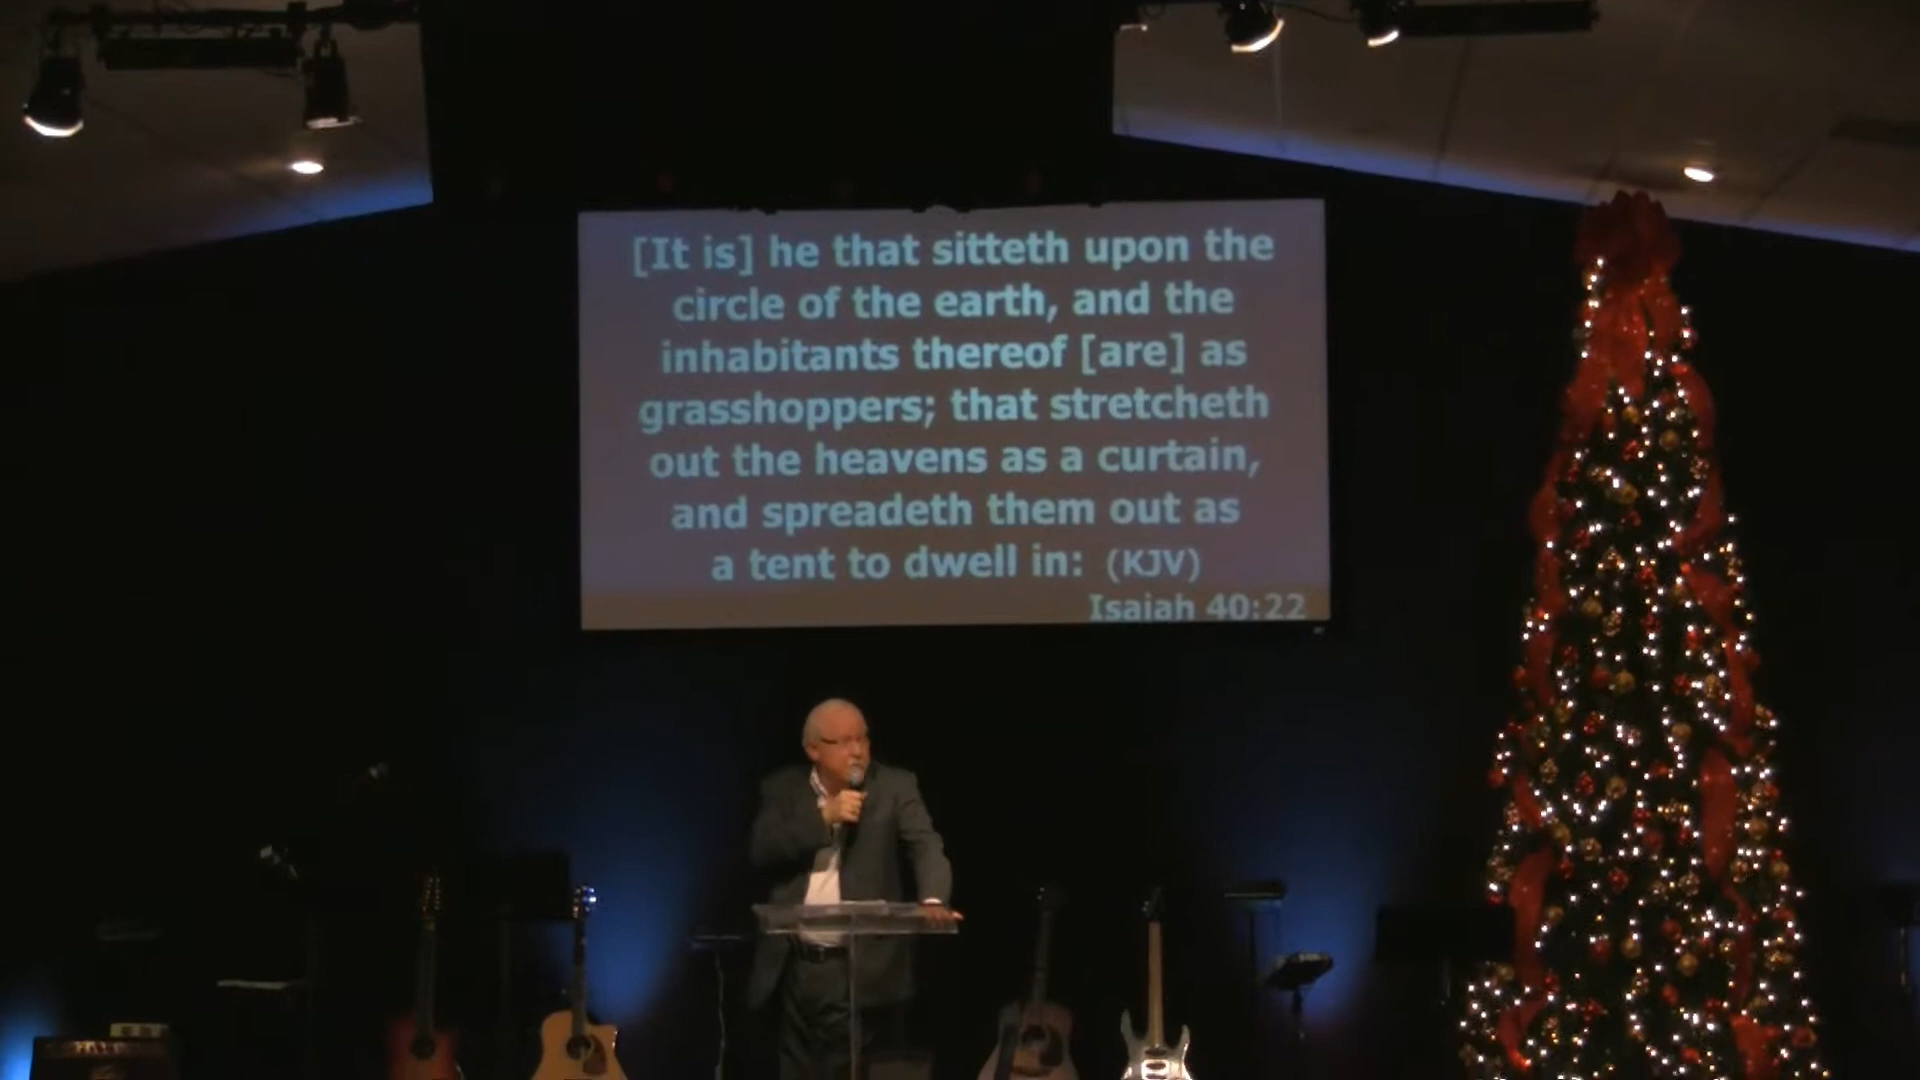 [It is] he that sitteth upon the
circle of the earth, and the
inhabitants thereof [are] as
grasshoppers; that stretcheth
out the heavens as a curtain,
and spreadeth them out as
a tent to dwell in: (KJV)
Isaiah 40:22